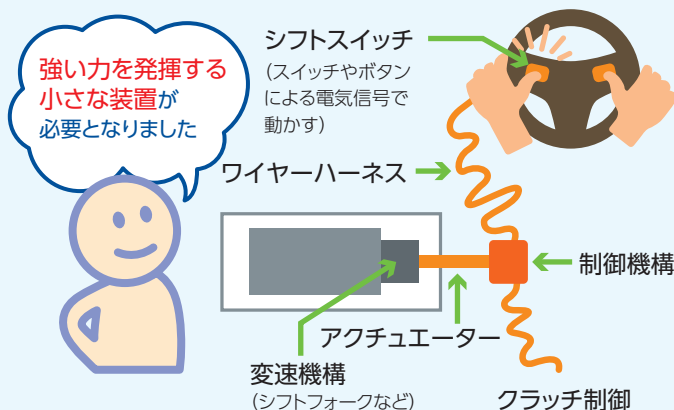 強い力を発揮する
小さな装置が
必要となりました
シフトスイッチ
(スイッチやボタン
による電気信号で
動かす)
ワイヤーハーネス
制御機構
アクチュエーター
変速機構
(シフトフォークなど)
クラッチ制御